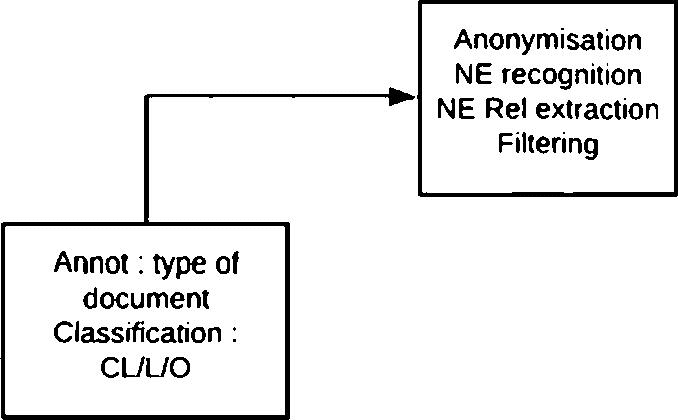 Anonymisation
NE recognition
NE Rel extraction
Filtering
Annot : type of
document
Classification :
CL/L/O